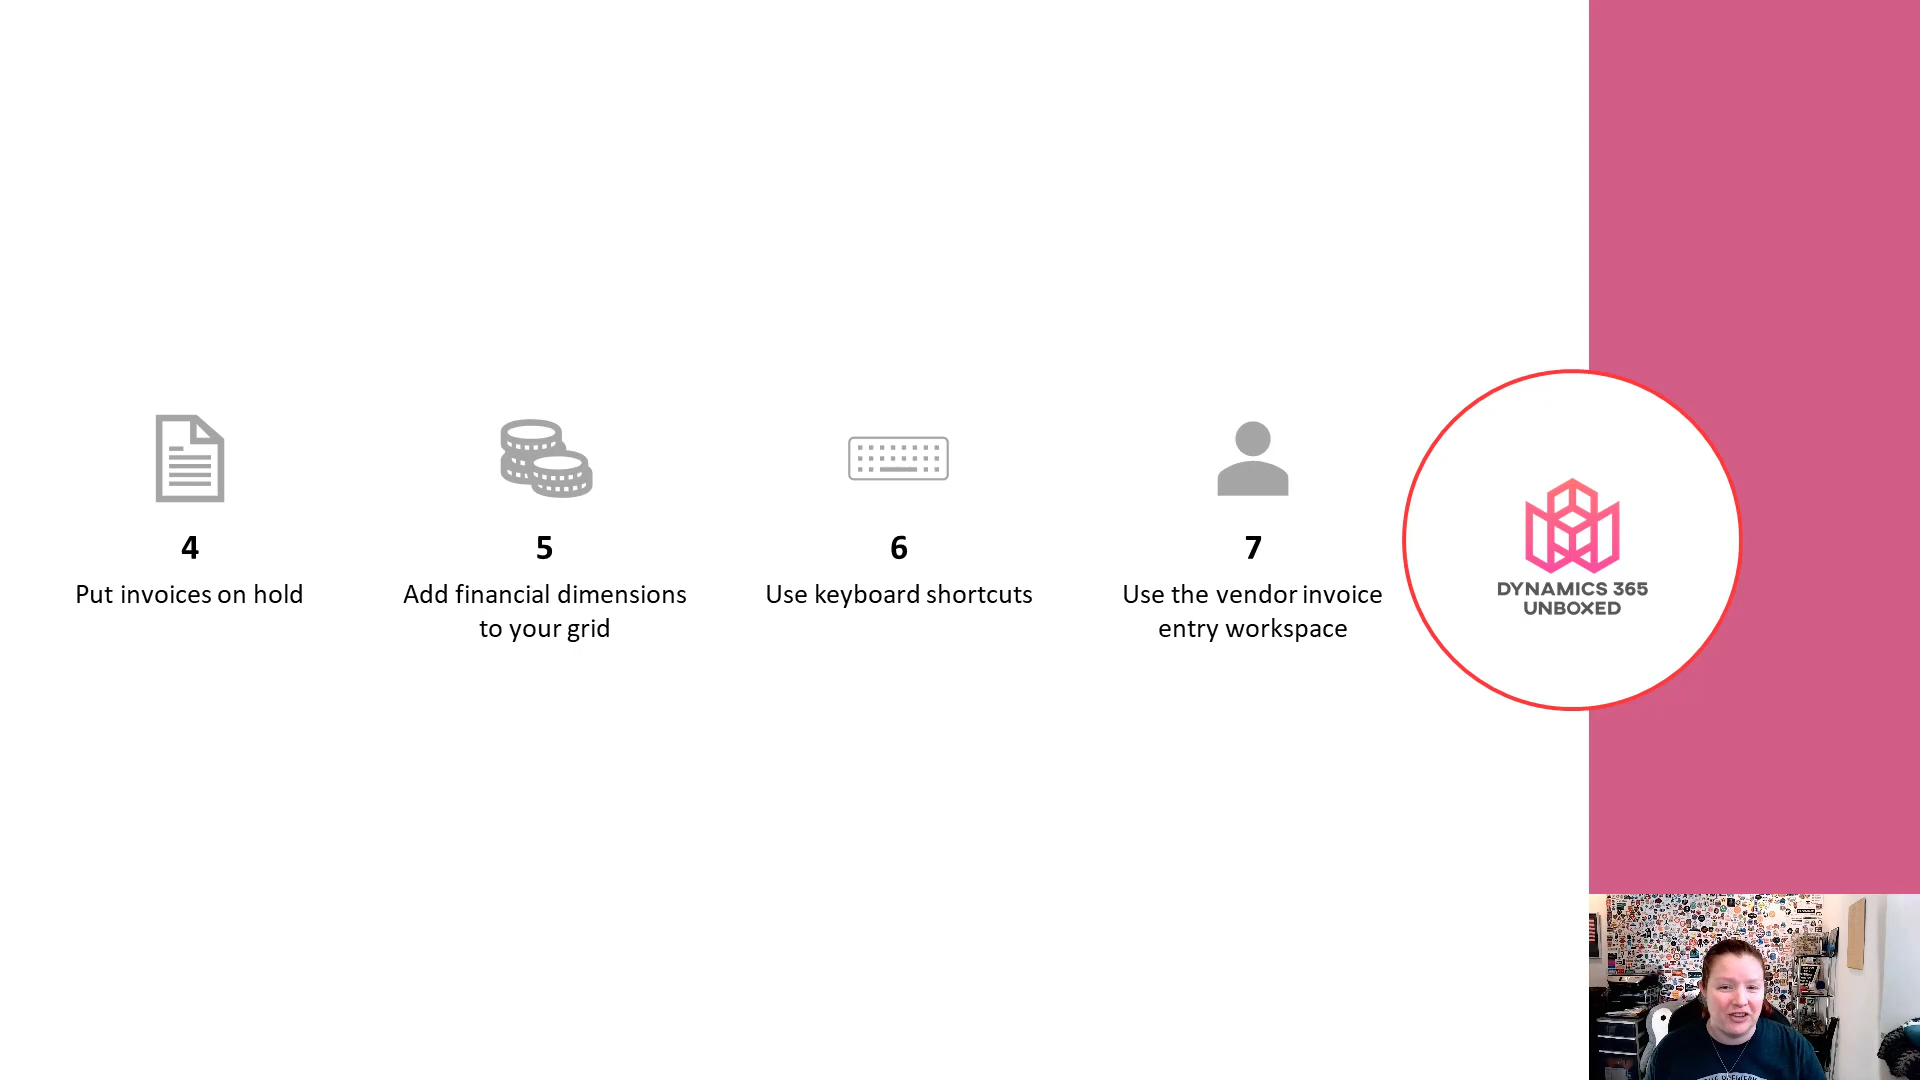 4
Put invoices on hold
5
Add financial dimensions
to your grid
6
Use keyboard shortcuts
7
Use the vendor invoice
entry workspace
DYNAMICS 365
UNBOXED